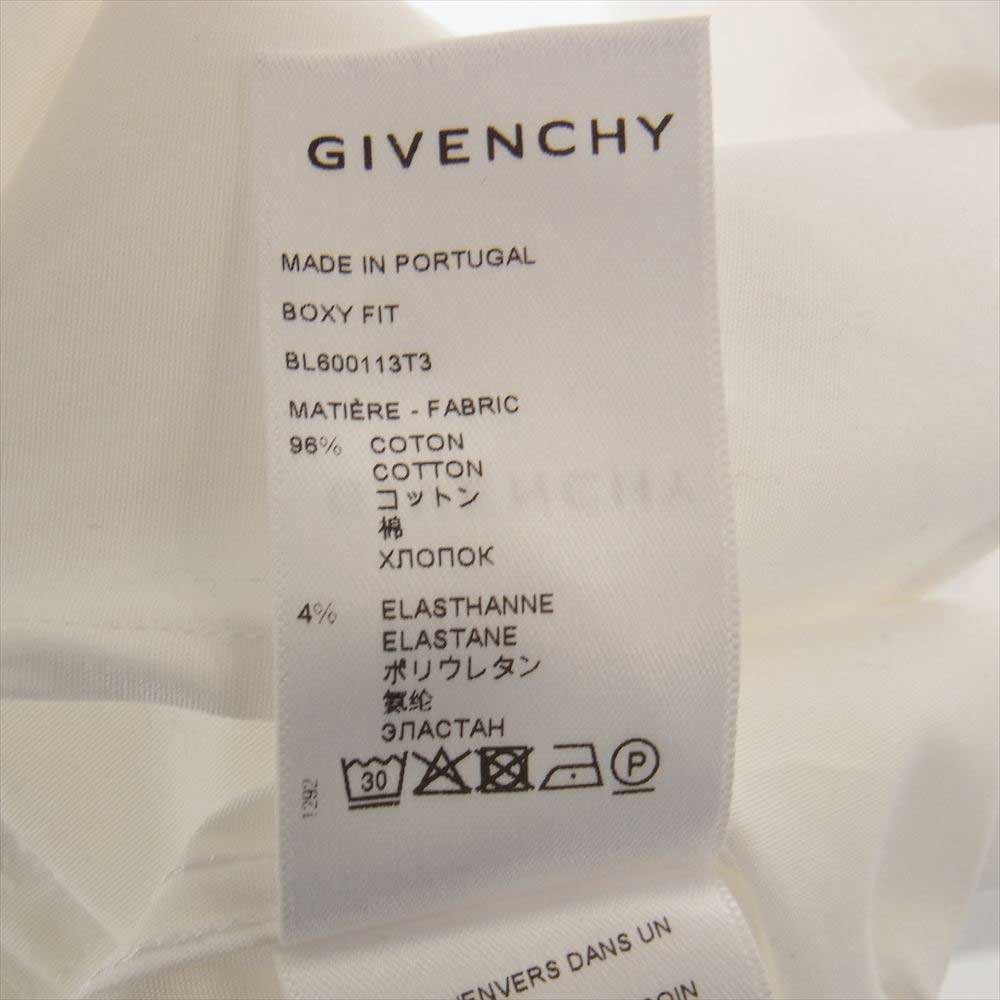 GIVENCHY
MADE IN PORTUGAL
BOXY FIT
BL600113T3
MATIÈRE - FABRIC
96% COTON
COTTON
コットン
棉
ХЛОПОК
4% ELASTHANNE
ELASTANE
ポリウレタン
氨纶
ЭЛАСТАН
30
P
1292
ENVERS DANS UN